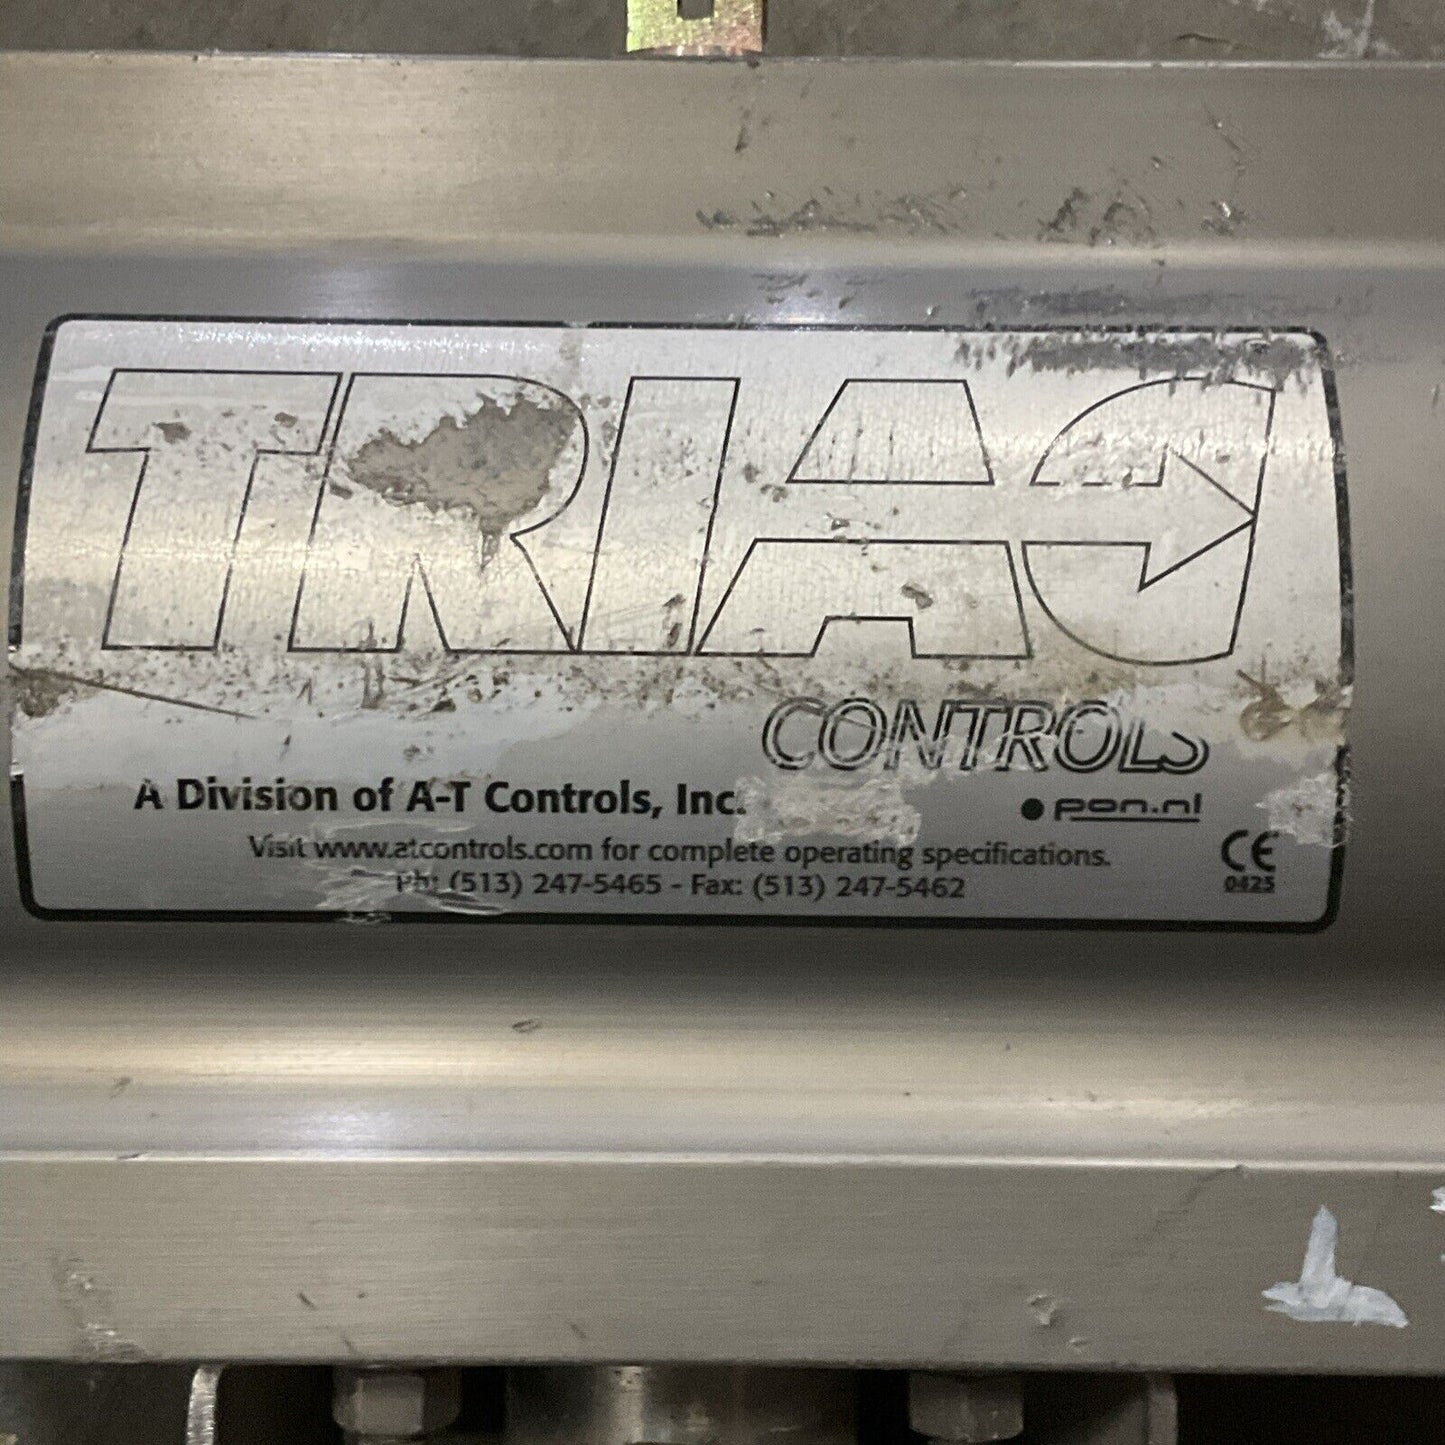 TRIAC
CONTROLS
A Division of A-T Controls, Inc.
pon.nl
Visit www.atcontrols.com for complete operating specifications.
Ph: (513) 247-5465 - Fax: (513) 247-5462
CE
0425